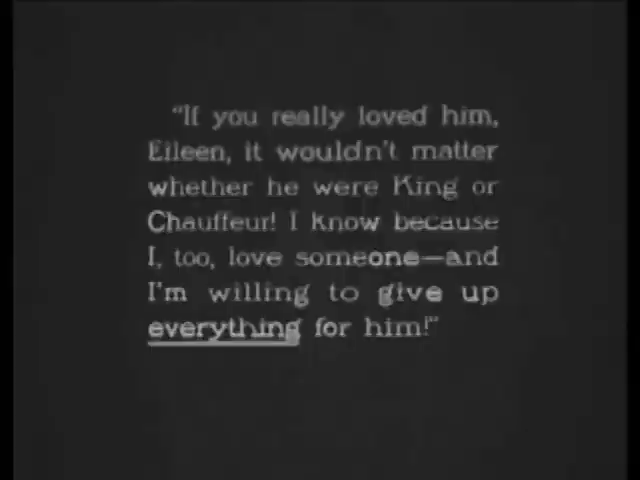 "If you really loved him,
Eileen, it wouldn't matter
whether he were King or
Chauffeur! I know because
I, too, love someone—and
I'm willing to give up
everything for him!"